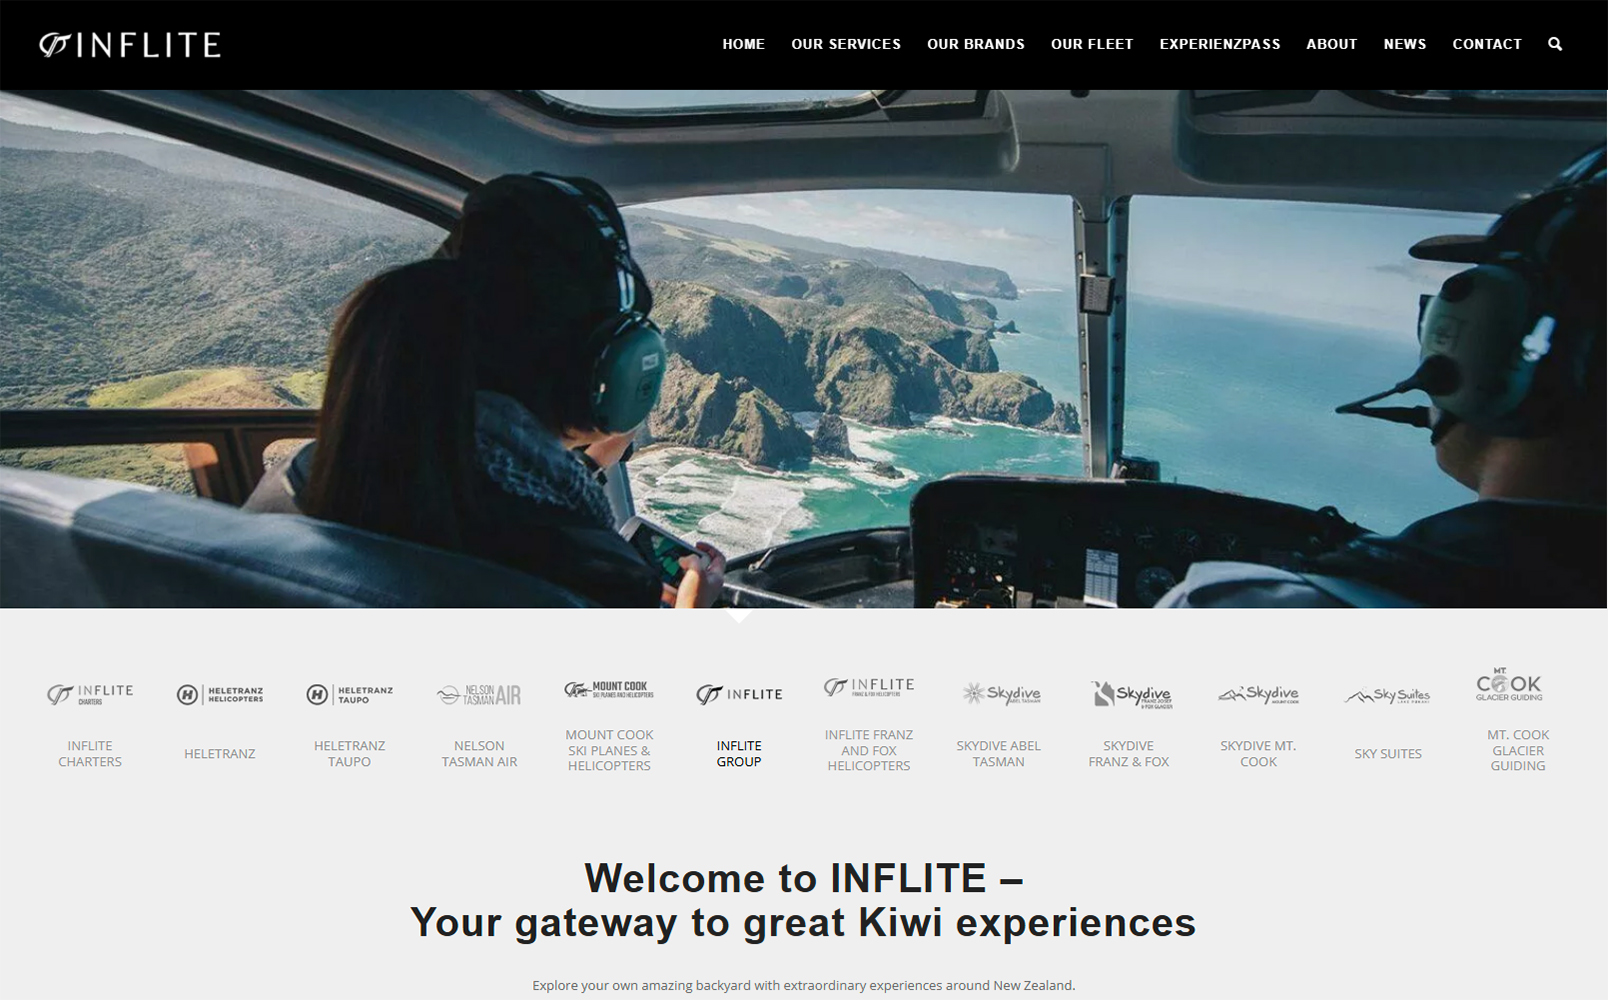 INFLITE
HOME OUR SERVICES OUR BRANDS OUR FLEET EXPERIENZPASS ABOUT NEWS CONTACT
INFLITE
CHARTERS
HELETRANZ
HELICOPTERS
HELETRANZ
TAUPO
NELSON
TASMAN AIR
MOUNT COOK
SKI PLANES AND HELICOPTERS
INFLITE
INFLITE
FRANZ & FOX HELICOPTERS
Skydive
ABEL TASMAN
Skydive
FRANZ JOSEF
& FOX GLACIER
Skydive
MOUNT COOK
Sky Suites
MT.
COOK
GLACIER GUIDING
INFLITE
CHARTERS
HELETRANZ
HELETRANZ
TAUPO
NELSON
TASMAN AIR
MOUNT COOK
SKI PLANES &
HELICOPTERS
INFLITE
GROUP
INFLITE FRANZ
AND FOX
HELICOPTERS
SKYDIVE ABEL
TASMAN
SKYDIVE
FRANZ & FOX
SKYDIVE MT.
COOK
SKY SUITES
MT. COOK
GLACIER
GUIDING
Welcome to INFLITE –
Your gateway to great Kiwi experiences
Explore your own amazing backyard with extraordinary experiences around New Zealand.